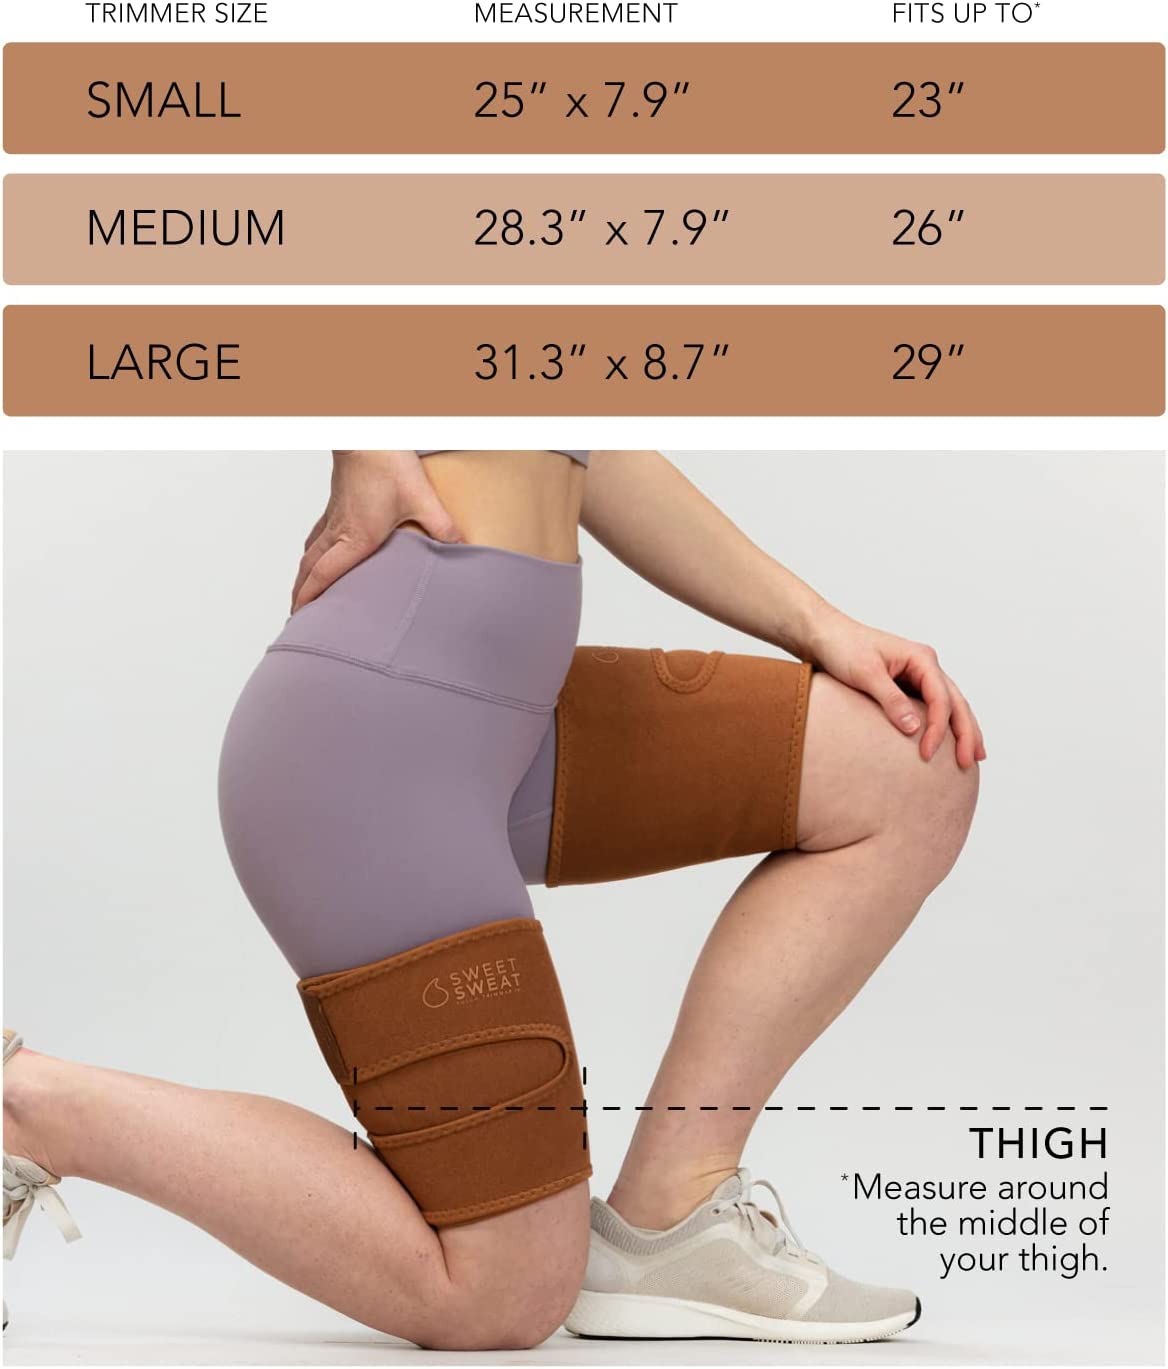 TRIMMER SIZE MEASUREMENT FITS UP TO*
SMALL 25” x 7.9” 23”
MEDIUM 28.3” x 7.9” 26”
LARGE 31.3” x 8.7” 29”
SWEET
SWEAT
THIGH
*Measure around
the middle of
your thigh.